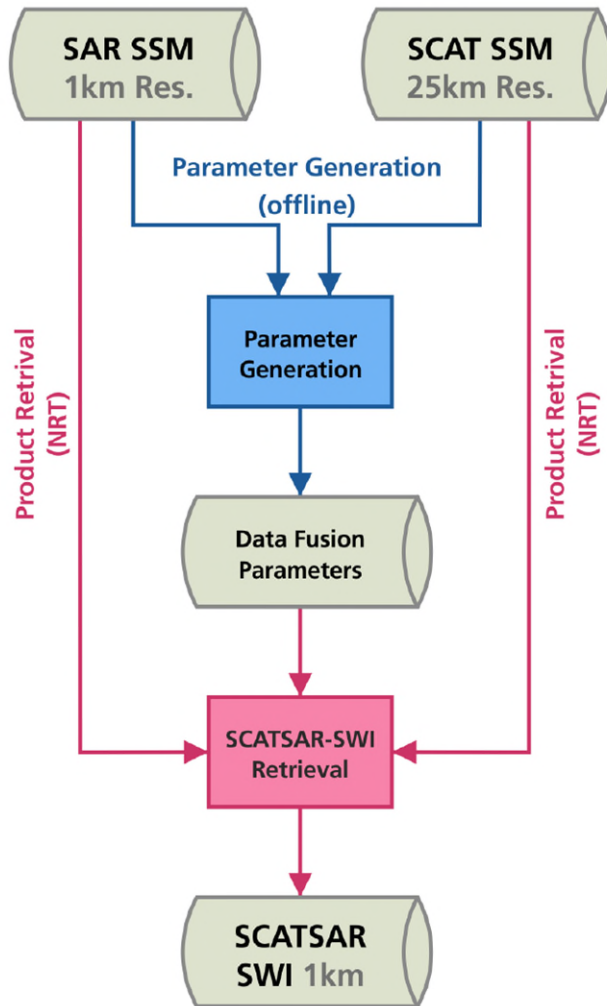 SAR SSM
1km Res.
SCAT SSM
25km Res.
Parameter Generation
(offline)
Product Retrival
(NRT)
Parameter
Generation
Product Retrival
(NRT)
Data Fusion
Parameters
SCATSAR-SWI
Retrieval
SCATSAR
SWI 1km